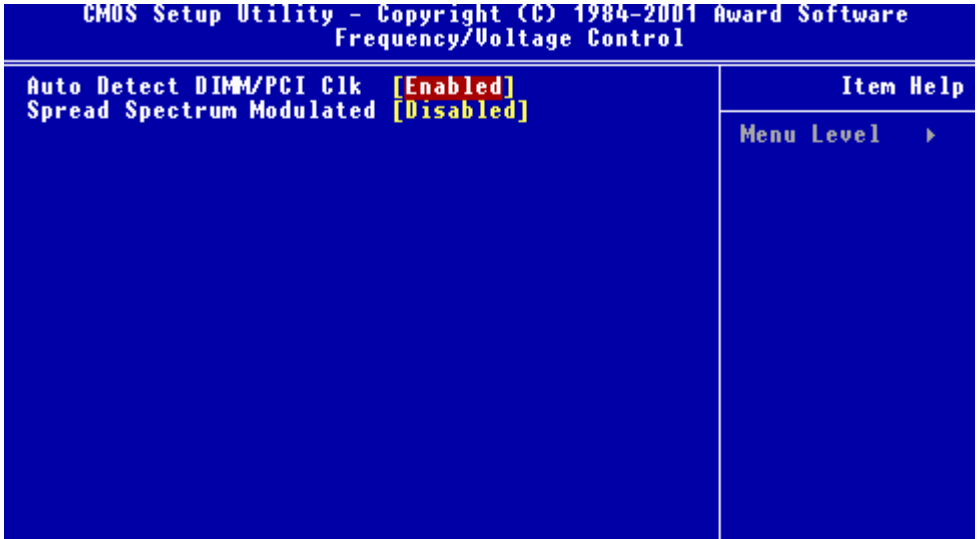 CMOS Setup Utility - Copyright (C) 1984-2001 Award Software
Frequency/Voltage Control
Auto Detect DIMM/PCI Clk [Enabled]
Spread Spectrum Modulated [Disabled]
Item Help
Menu Level ▸